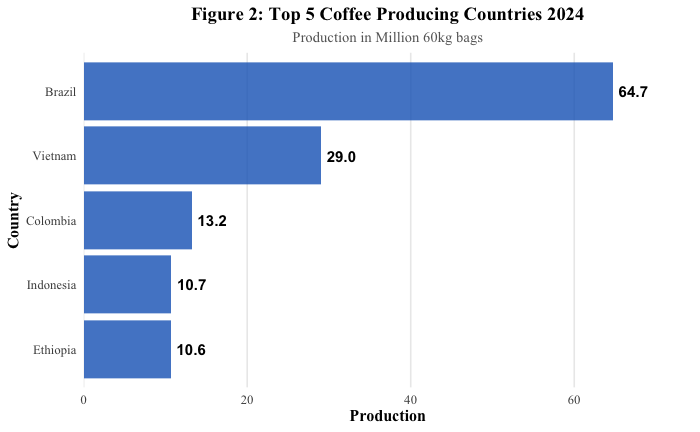 Figure 2: Top 5 Coffee Producing Countries 2024
Production in Million 60kg bags
Country
Brazil
64.7
Vietnam
29.0
Colombia
13.2
Indonesia
10.7
Ethiopia
10.6
0 20 40 60
Production